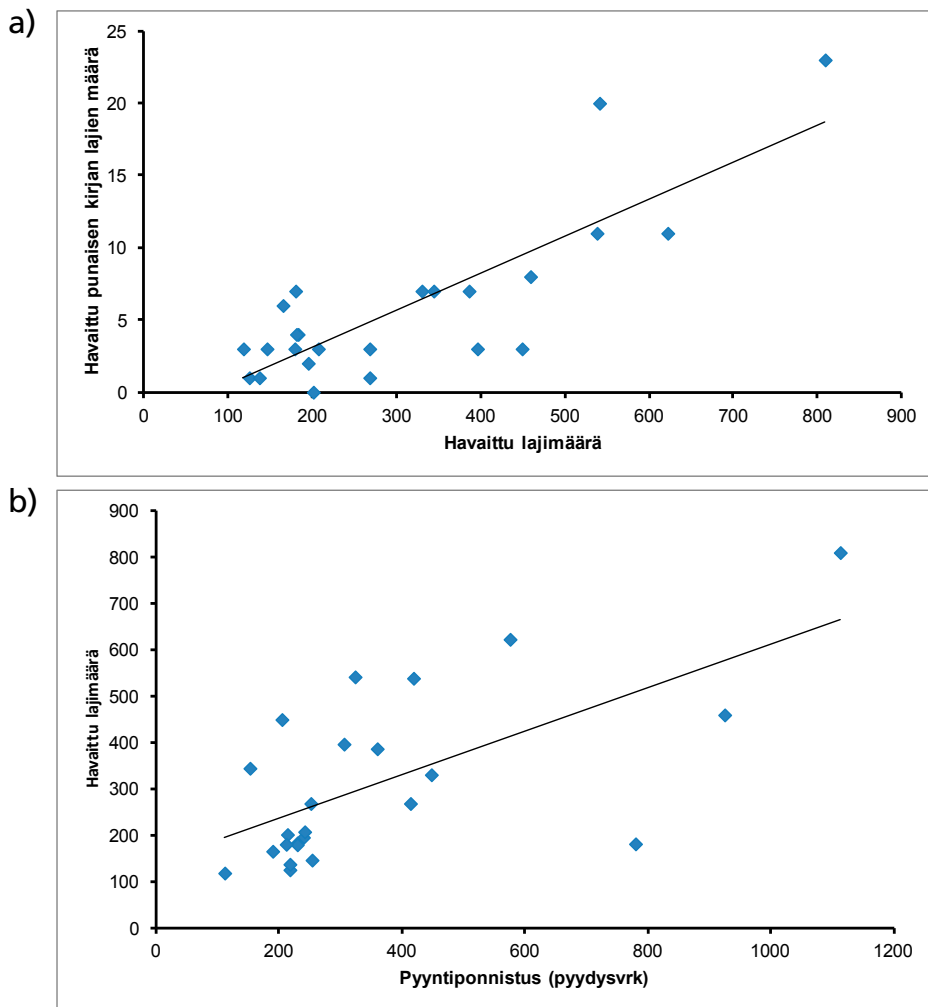 a)
Havaittu punaisen kirjan lajien määrä
25
20
15
10
5
0
0 100 200 300 400 500 600 700 800 900
Havaittu lajimäärä
b)
Havaittu lajimäärä
900
800
700
600
500
400
300
200
100
0
0 200 400 600 800 1000 1200
Pyyntiponnistus (pyydysvrk)